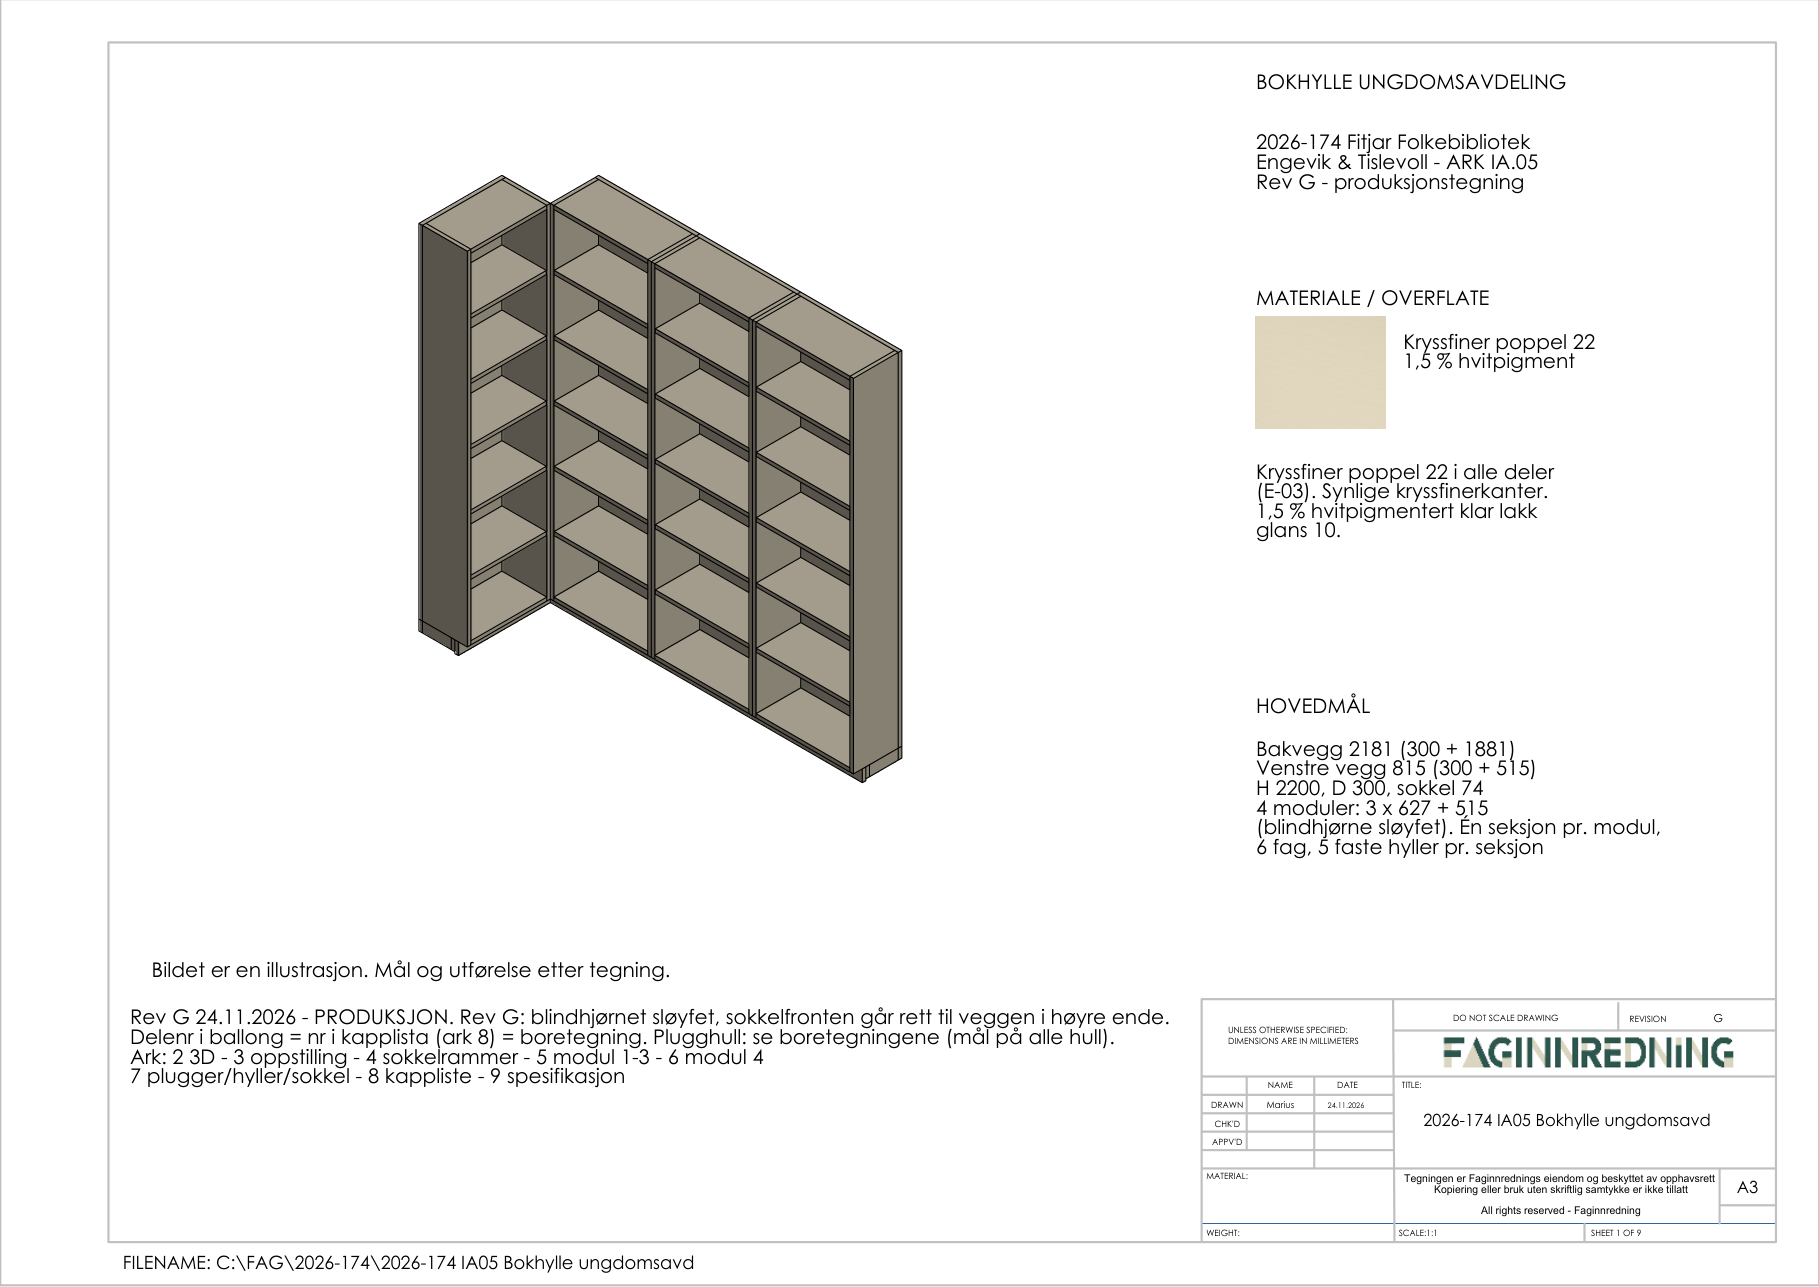 BOKHYLLE UNGDOMSAVDELING
2026-174 Fitjar Folkebibliotek
Engevik & Tislevoll - ARK IA.05
Rev G - produksjonstegning
MATERIALE / OVERFLATE
Kryssfiner poppel 22
1,5 % hvitpigment
Kryssfiner poppel 22 i alle deler
(E-03). Synlige kryssfinerkanter.
1,5 % hvitpigmentert klar lakk
glans 10.
HOVEDMÅL
Bakvegg 2181 (300 + 1881)
Venstre vegg 815 (300 + 515)
H 2200, D 300, sokkel 74
4 moduler: 3 x 627 + 515
(blindhjørne sløyfet). Én seksjon pr. modul,
6 fag, 5 faste hyller pr. seksjon
Bildet er en illustrasjon. Mål og utførelse etter tegning.
Rev G 24.11.2026 - PRODUKSJON. Rev G: blindhjørnet sløyfet, sokkelfronten går rett til veggen i høyre ende.
Delenr i ballong = nr i kapplista (ark 8) = boretegning. Plugghull: se boretegningene (mål på alle hull).
Ark: 2 3D - 3 oppstilling - 4 sokkelrammer - 5 modul 1-3 - 6 modul 4
7 plugger/hyller/sokkel - 8 kappliste - 9 spesifikasjon
UNLESS OTHERWISE SPECIFIED:
DIMENSIONS ARE IN MILLIMETERS
DO NOT SCALE DRAWING
REVISION G
FAGINNREDNING
NAME DATE
DRAWN Marius 24.11.2026
CHK'D
APPV'D
TITLE:
2026-174 IA05 Bokhylle ungdomsavd
MATERIAL:
Tegningen er Faginnrednings eiendom og beskyttet av opphavsrett
Kopiering eller bruk uten skriftlig samtykke er ikke tillatt
All rights reserved - Faginnredning
A3
WEIGHT:
SCALE:1:1
SHEET 1 OF 9
FILENAME: C:\FAG\2026-174\2026-174 IA05 Bokhylle ungdomsavd